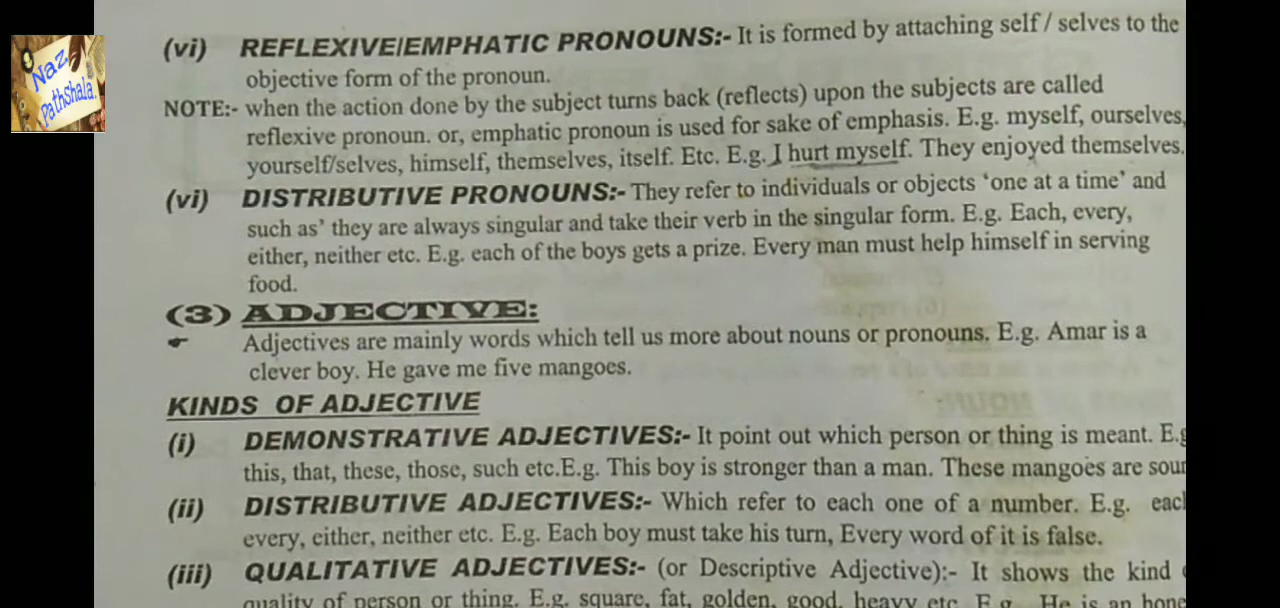 Naz
PathShala.
(vi) REFLEXIVE/EMPHATIC PRONOUNS:- It is formed by attaching self / selves to the
objective form of the pronoun.
NOTE:- when the action done by the subject turns back (reflects) upon the subjects are called
reflexive pronoun. or, emphatic pronoun is used for sake of emphasis. E.g. myself, ourselves,
yourself/selves, himself, themselves, itself. Etc. E.g. I hurt myself. They enjoyed themselves.
(vi) DISTRIBUTIVE PRONOUNS:- They refer to individuals or objects ‘one at a time’ and
such as’ they are always singular and take their verb in the singular form. E.g. Each, every,
either, neither etc. E.g. each of the boys gets a prize. Every man must help himself in serving
food.
(3) ADJECTIVE:
Adjectives are mainly words which tell us more about nouns or pronouns. E.g. Amar is a
clever boy. He gave me five mangoes.
KINDS OF ADJECTIVE
(i) DEMONSTRATIVE ADJECTIVES:- It point out which person or thing is meant. E.g
this, that, these, those, such etc.E.g. This boy is stronger than a man. These mangoes are sour
(ii) DISTRIBUTIVE ADJECTIVES:- Which refer to each one of a number. E.g. each
every, either, neither etc. E.g. Each boy must take his turn, Every word of it is false.
(iii) QUALITATIVE ADJECTIVES:- (or Descriptive Adjective):- It shows the kind
quality of person or thing. E.g. square, fat, golden, good, heavy etc. E.g. He is an hone